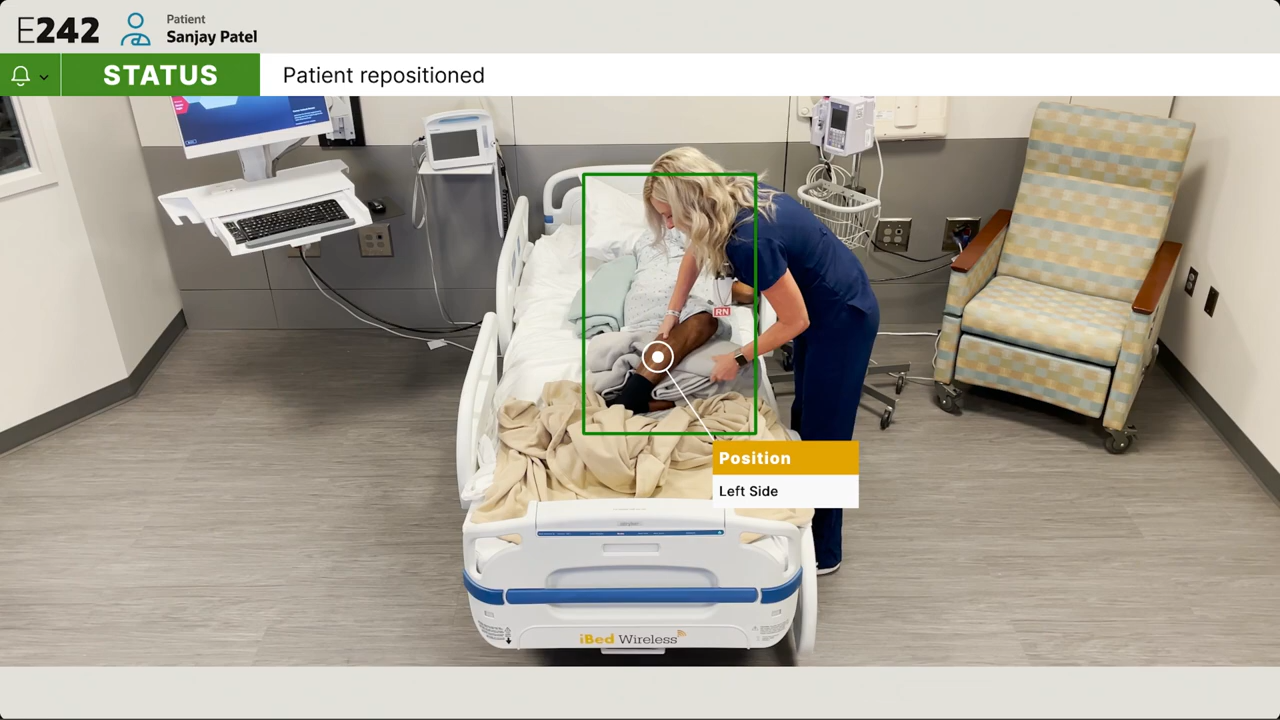 E242
Patient
Sanjay Patel
STATUS
Patient repositioned
RN
Position
Left Side
iBed Wireless